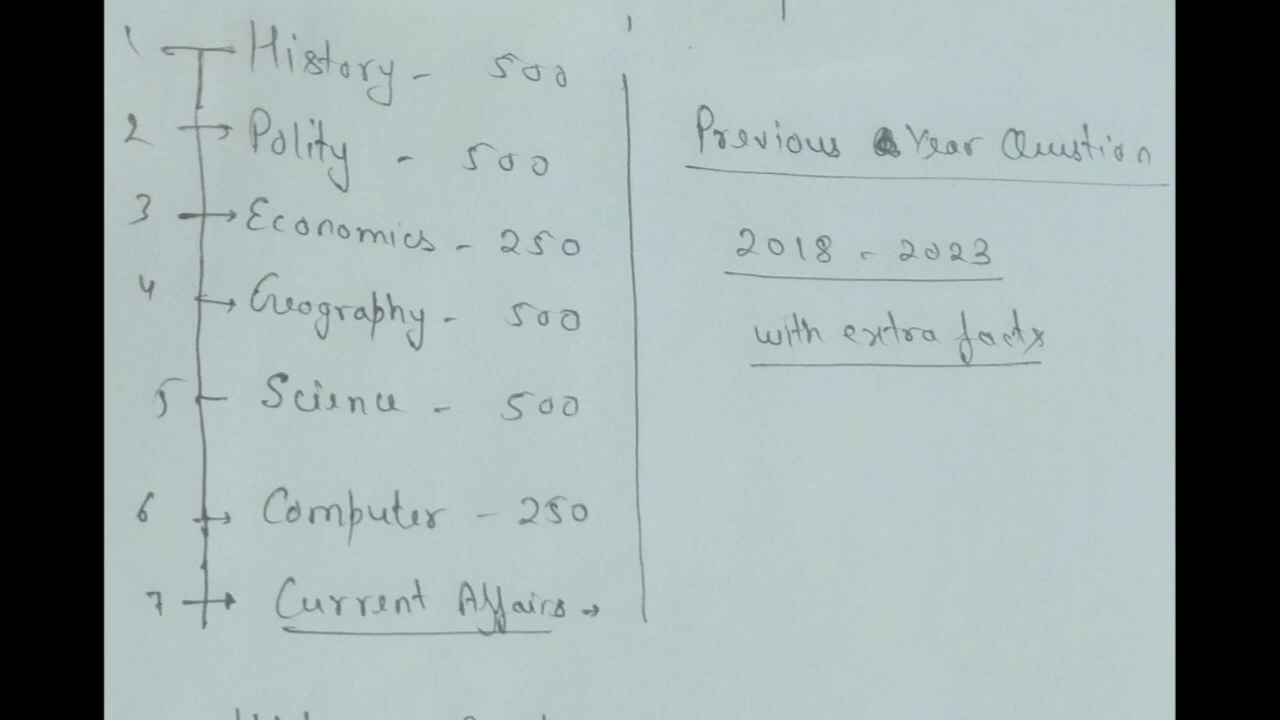 1 History - 500
2 Polity - 500
3 Economics - 250
4 Geography - 500
5 Science - 500
6 Computer - 250
7 Current Affairs
Previous Year Question
2018 - 2023
with extra facts